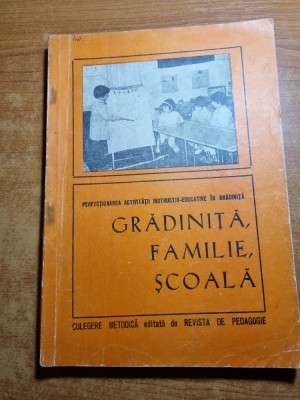 PERFECȚIONAREA ACTIVITĂȚII INSTRUCTIV-EDUCATIVE ÎN GRĂDINIȚĂ
GRĂDINIȚĂ,
FAMILIE,
ȘCOALĂ
CULEGERE METODICĂ editată de REVISTA DE PEDAGOGIE